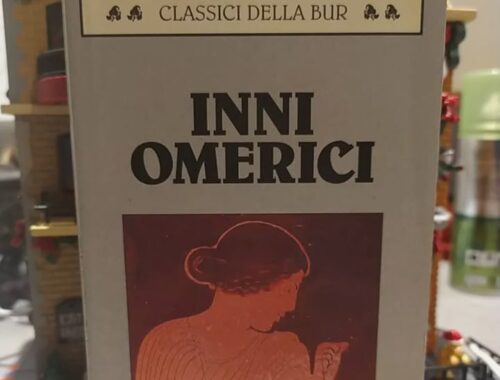 CLASSICI DELLA BUR
INNI
OMERICI